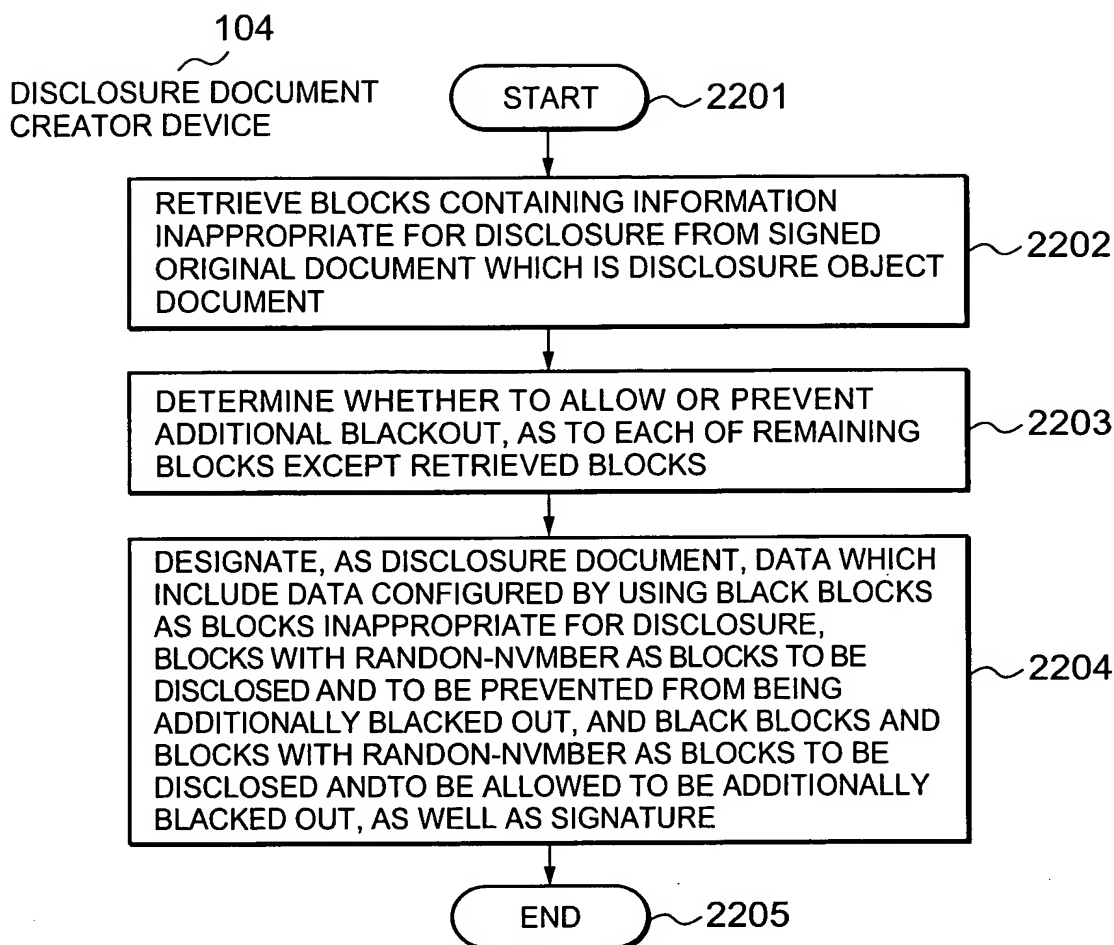 104
DISCLOSURE DOCUMENT
CREATOR DEVICE
START
2201
RETRIEVE BLOCKS CONTAINING INFORMATION
INAPPROPRIATE FOR DISCLOSURE FROM SIGNED
ORIGINAL DOCUMENT WHICH IS DISCLOSURE OBJECT
DOCUMENT
2202
DETERMINE WHETHER TO ALLOW OR PREVENT
ADDITIONAL BLACKOUT, AS TO EACH OF REMAINING
BLOCKS EXCEPT RETRIEVED BLOCKS
2203
DESIGNATE, AS DISCLOSURE DOCUMENT, DATA WHICH
INCLUDE DATA CONFIGURED BY USING BLACK BLOCKS
AS BLOCKS INAPPROPRIATE FOR DISCLOSURE,
BLOCKS WITH RANDON-NVMBER AS BLOCKS TO BE
DISCLOSED AND TO BE PREVENTED FROM BEING
ADDITIONALLY BLACKED OUT, AND BLACK BLOCKS AND
BLOCKS WITH RANDON-NVMBER AS BLOCKS TO BE
DISCLOSED ANDTO BE ALLOWED TO BE ADDITIONALLY
BLACKED OUT, AS WELL AS SIGNATURE
2204
END
2205